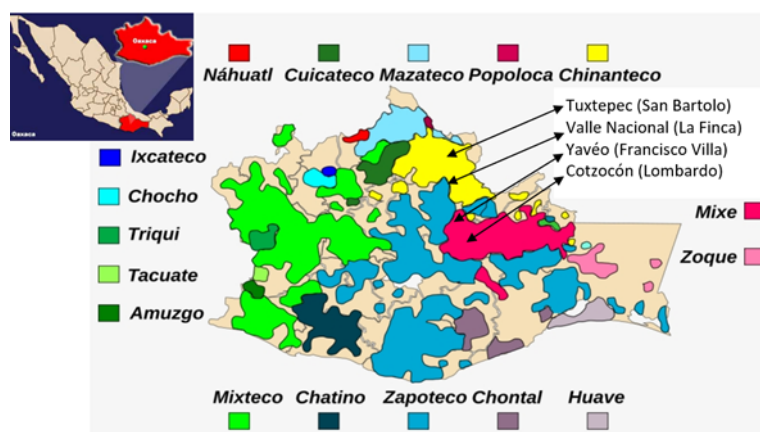 Oaxaca
Oaxaca
Náhuatl Cuicateco Mazateco Popoloca Chinanteco
Tuxtepec (San Bartolo)
Valle Nacional (La Finca)
Yavéo (Francisco Villa)
Cotzocón (Lombardo)
Ixcateco
Chocho
Triqui
Tacuate
Amuzgo
Mixe
Zoque
Mixteco Chatino Zapoteco Chontal Huave